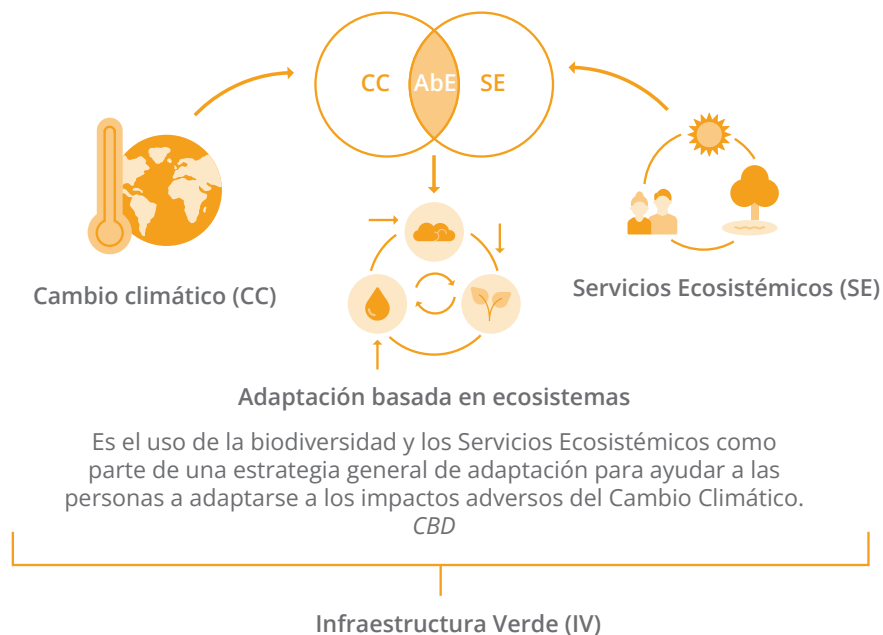 CC
AbE
SE
Cambio climático (CC)
Servicios Ecosistémicos (SE)
Adaptación basada en ecosistemas
Es el uso de la biodiversidad y los Servicios Ecosistémicos como
parte de una estrategia general de adaptación para ayudar a las
personas a adaptarse a los impactos adversos del Cambio Climático.
CBD
Infraestructura Verde (IV)